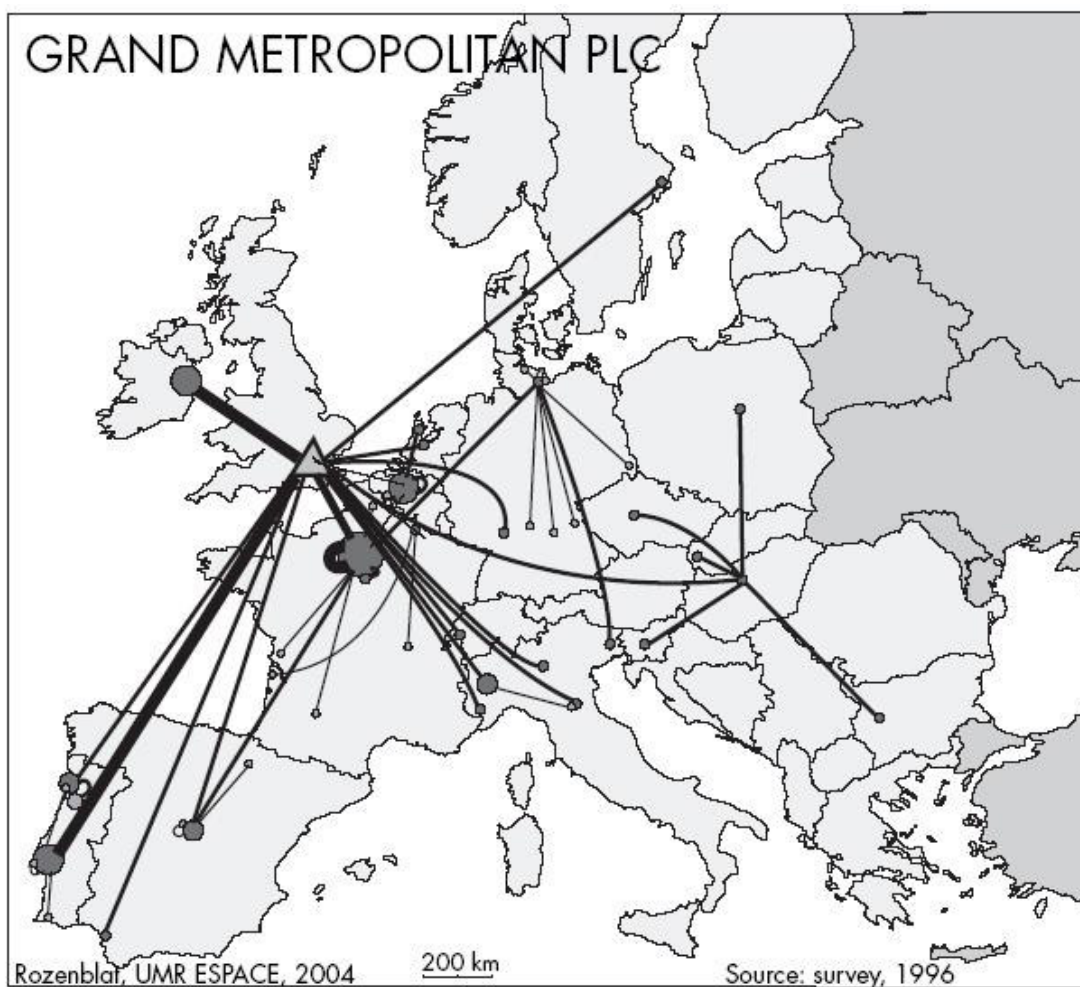 GRAND METROPOLITAN PLC
Rozenblat, UMR ESPACE, 2004
200 km
Source: survey, 1996